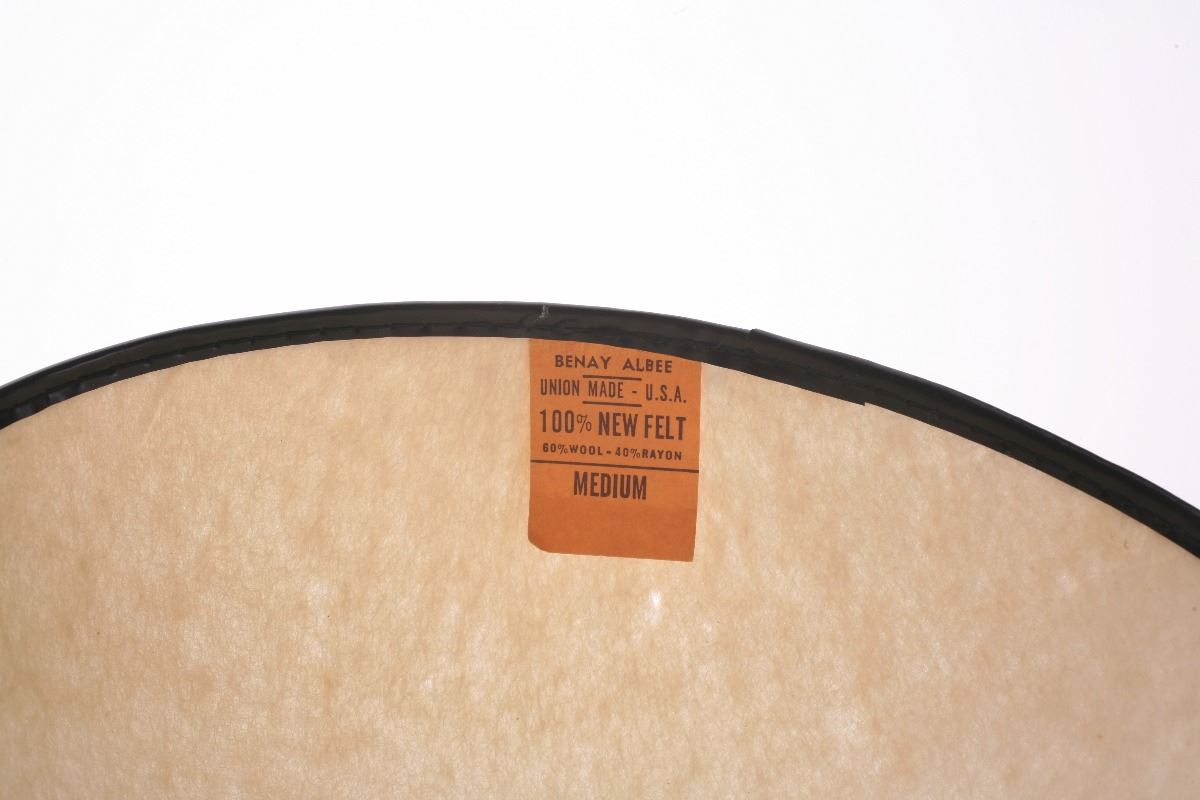 BENAY ALBEE
UNION MADE - U.S.A.
100% NEW FELT
60% WOOL - 40% RAYON
MEDIUM